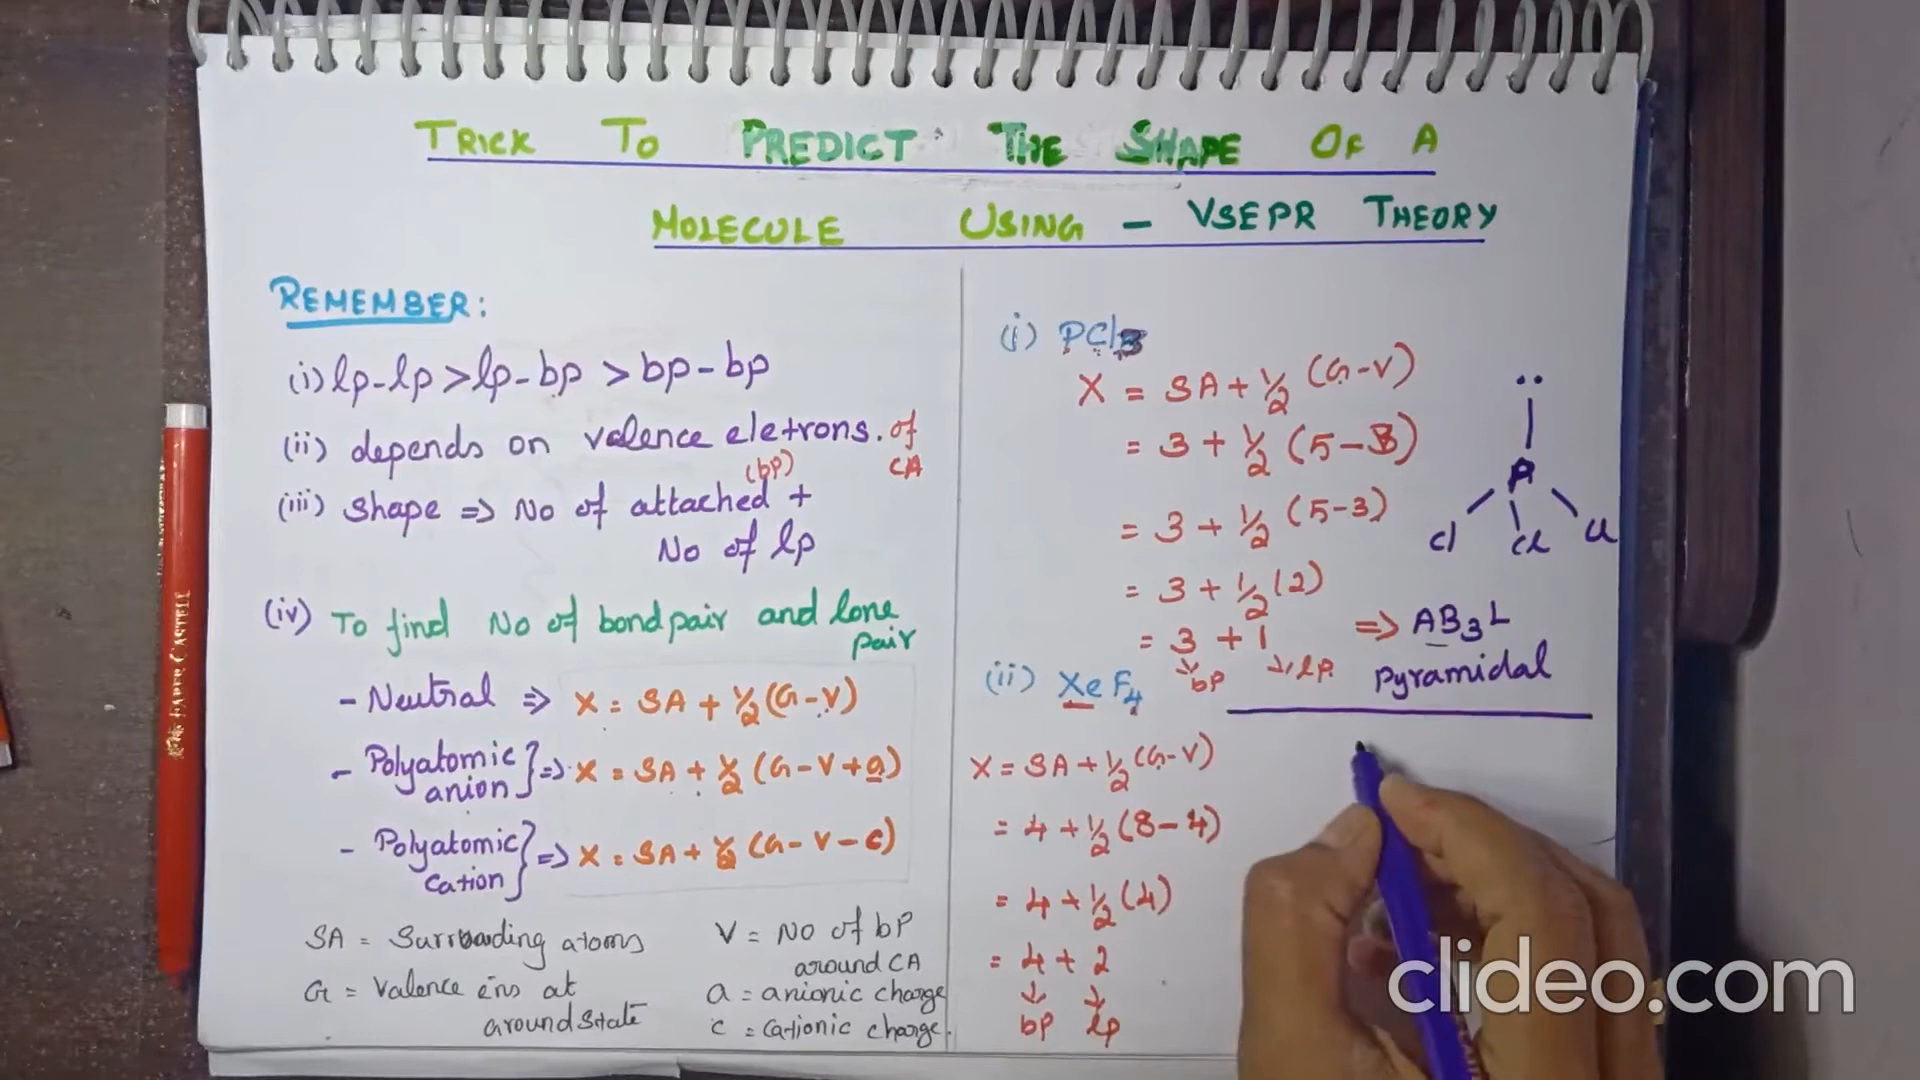 TRICK TO PREDICT THE SHAPE OF A
MOLECULE USING - VSEPR THEORY
REMEMBER:
(i) lp-lp > lp-bp > bp-bp
(ii) depends on valence eletrons. of
CA
(bp)
(iii) Shape => No of attached +
No of lp
(iv) To find No of bond pair and lone
pair
- Neutral => X = SA + 1/2 (G-V)
- Polyatomic
anion } => X = SA + 1/2 (G-V+a)
- Polyatomic
Cation } => X = SA + 1/2 (G-V-c)
SA = Surrounding atoms
G = Valence ēns at
around state
V = No of bP
around CA
a = anionic charge
c = cationic charge.
(i) PCl3
X = SA + 1/2 (G-V)
= 3 + 1/2 (5-3)
= 3 + 1/2 (5-3)
= 3 + 1/2 (2)
= 3 + 1
bp lp
Cl Cl Cl
=> AB3L
Pyramidal
(ii) XeF4
X = SA + 1/2 (G-V)
= 4 + 1/2 (8-4)
= 4 + 1/2 (4)
= 4 + 2
bp lp
FABER CASTELL
clideo.com